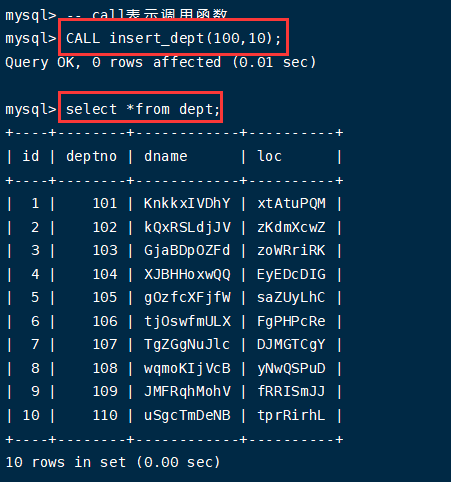 mysql> -- call表示调用函数
mysql> CALL insert_dept(100,10);
Query OK, 0 rows affected (0.01 sec)
mysql> select *from dept;
+----+--------+------------+----------+
| id | deptno | dname      | loc      |
+----+--------+------------+----------+
|  1 |    101 | KnkkxIVDhY | xtAtuPQM |
|  2 |    102 | kQxRSLdjJV | zKdmXcwZ |
|  3 |    103 | GjaBDpOZFd | zoWRriRK |
|  4 |    104 | XJBHHoxwQQ | EyEDcDIG |
|  5 |    105 | gOzfcXFjfW | saZUyLhC |
|  6 |    106 | tjOswfmULX | FgPHPcRe |
|  7 |    107 | TgZGgNuJlc | DJMGTCgY |
|  8 |    108 | wqmoKIjVcB | yNwQSPuD |
|  9 |    109 | JMFRqhMohV | fRRISmJJ |
| 10 |    110 | uSgcTmDeNB | tprRirhL |
+----+--------+------------+----------+
10 rows in set (0.00 sec)